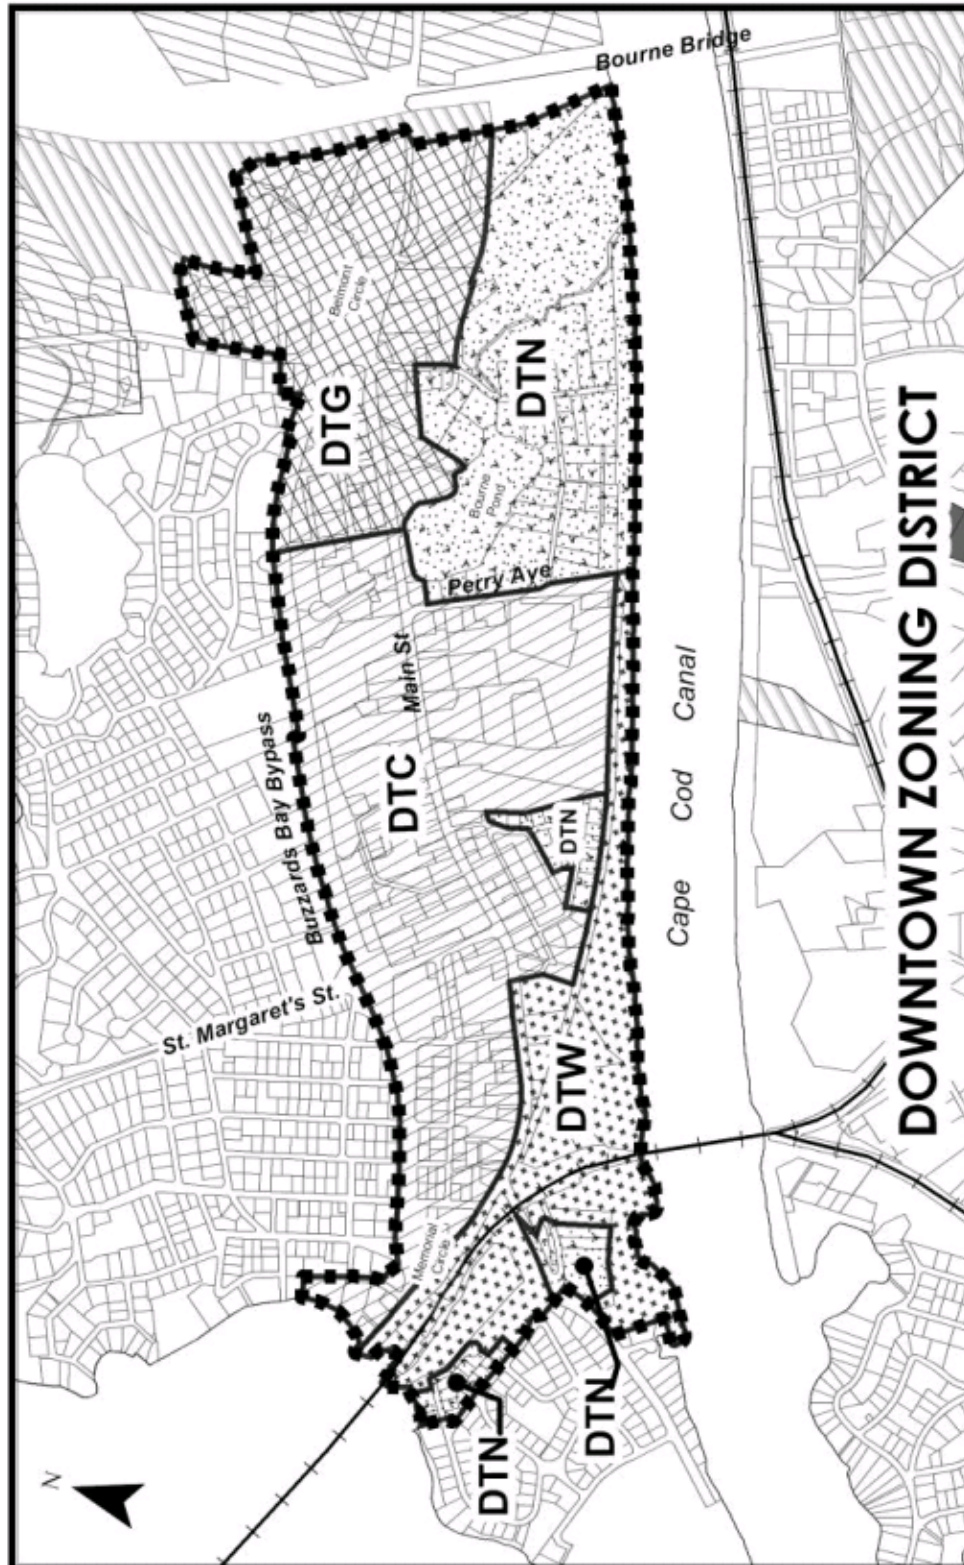 Bourne Bridge
Belmont
Circle
DTG
DTN
Bourne
Pond
Perry Ave
Main St
Buzzards Bay Bypass
DTC
DTN
Cape Cod Canal
St. Margaret's St.
DTW
Memorial
Circle
DTN
DTN
N
DOWNTOWN ZONING DISTRICT